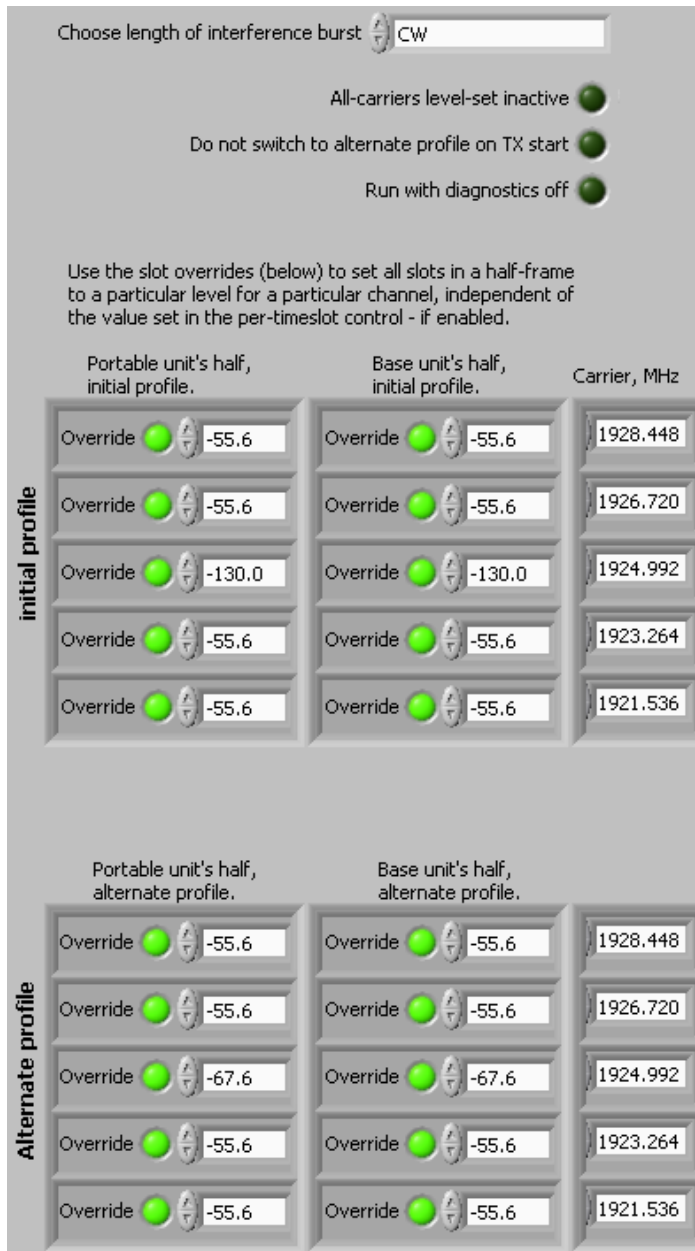 Choose length of interference burst CW
All-carriers level-set inactive
Do not switch to alternate profile on TX start
Run with diagnostics off
Use the slot overrides (below) to set all slots in a half-frame
to a particular level for a particular channel, independent of
the value set in the per-timeslot control - if enabled.
Portable unit's half,
initial profile.
Base unit's half,
initial profile.
Carrier, MHz
initial profile
Override -55.6 Override -55.6 1928.448
Override -55.6 Override -55.6 1926.720
Override -130.0 Override -130.0 1924.992
Override -55.6 Override -55.6 1923.264
Override -55.6 Override -55.6 1921.536
Portable unit's half,
alternate profile.
Base unit's half,
alternate profile.
Alternate profile
Override -55.6 Override -55.6 1928.448
Override -55.6 Override -55.6 1926.720
Override -67.6 Override -67.6 1924.992
Override -55.6 Override -55.6 1923.264
Override -55.6 Override -55.6 1921.536